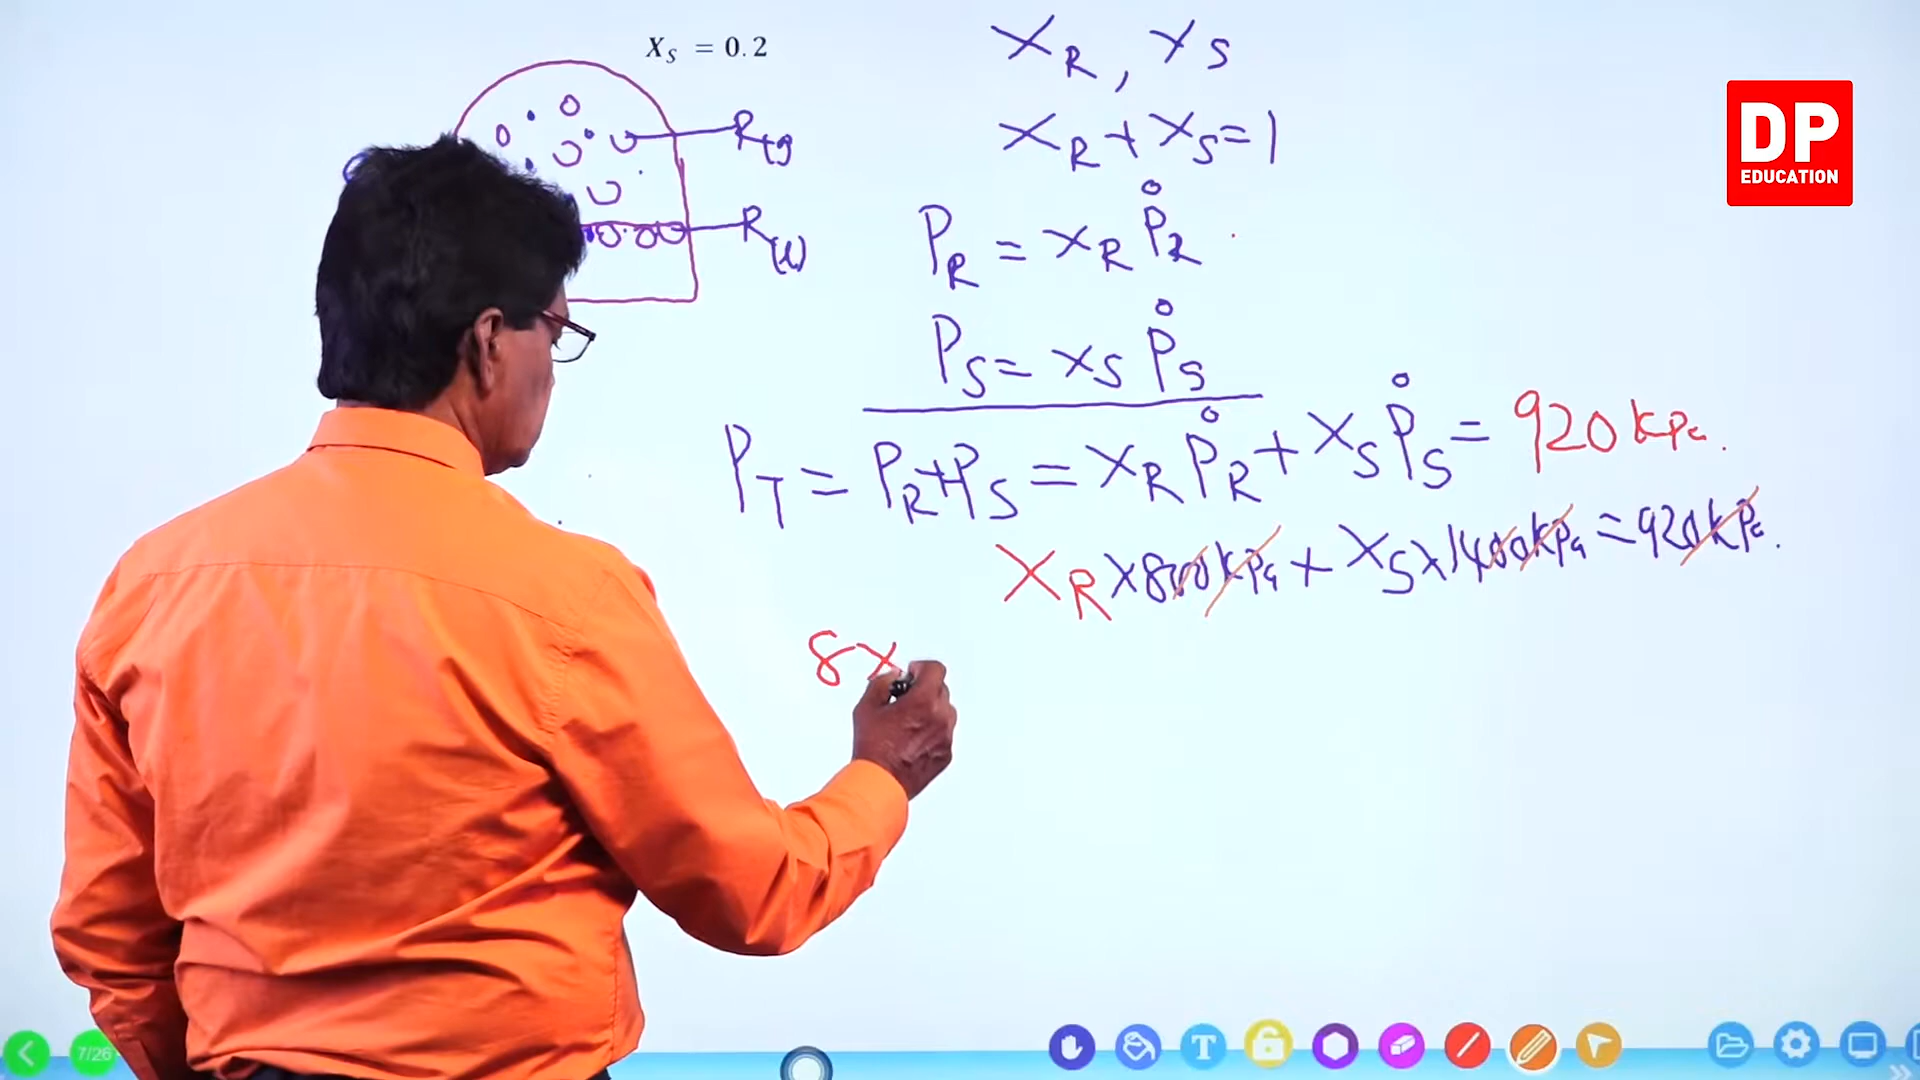 X_S = 0.2
X_R, X_S
X_R + X_S = 1
DP
EDUCATION
R(g)
R(l)
P_R = X_R P°_R
P_S = X_S P°_S
P_T = P_R + P_S = X_R P°_R + X_S P°_S = 920 kPa.
X_R × 800 kPa + X_S × 1400 kPa = 920 kPa.
8x
7/26
T